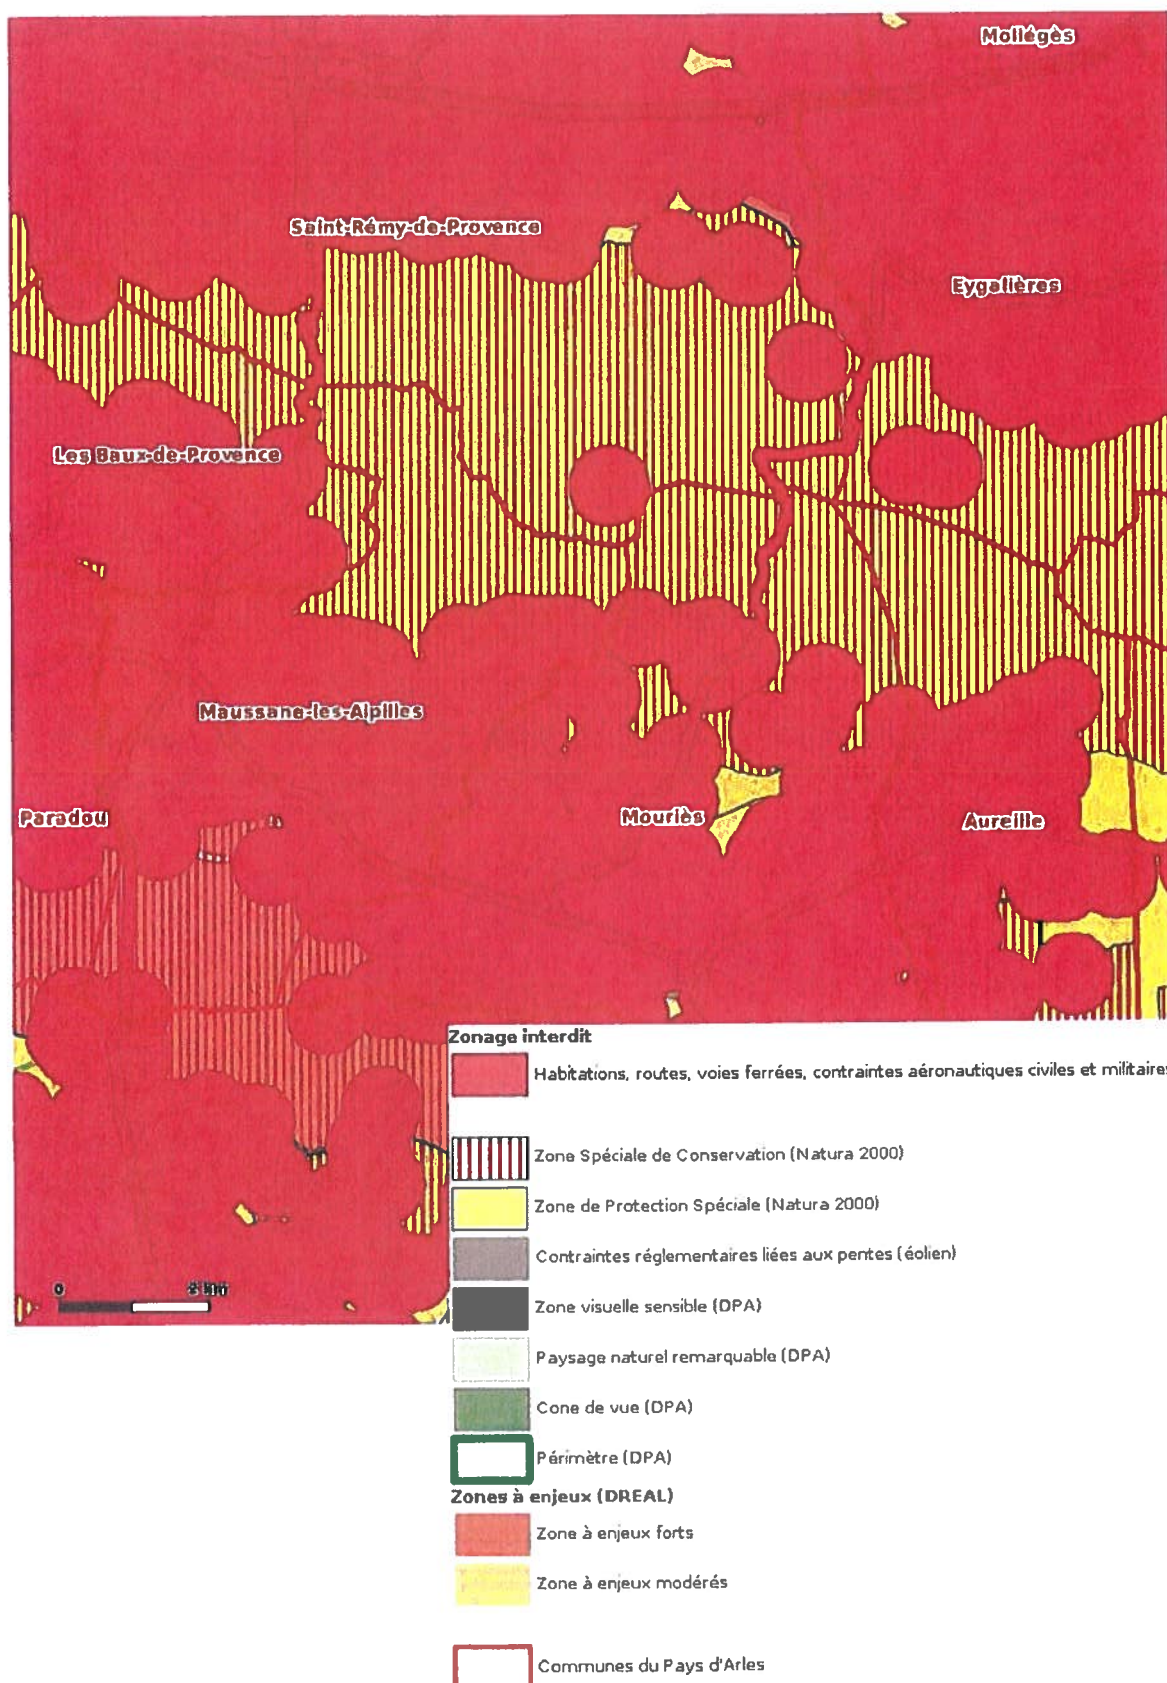 Mollégès
Saint-Rémy-de-Provence
Eygalières
Les Baux-de-Provence
Maussane-les-Alpilles
Paradou
Mouriès
Aureille
Zonage interdit
Habitations, routes, voies ferrées, contraintes aéronautiques civiles et militaires
Zone Spéciale de Conservation (Natura 2000)
Zone de Protection Spéciale (Natura 2000)
Contraintes réglementaires liées aux pentes (éolien)
0 2 km
Zone visuelle sensible (DPA)
Paysage naturel remarquable (DPA)
Cone de vue (DPA)
Périmètre (DPA)
Zones à enjeux (DREAL)
Zone à enjeux forts
Zone à enjeux modérés
Communes du Pays d'Arles